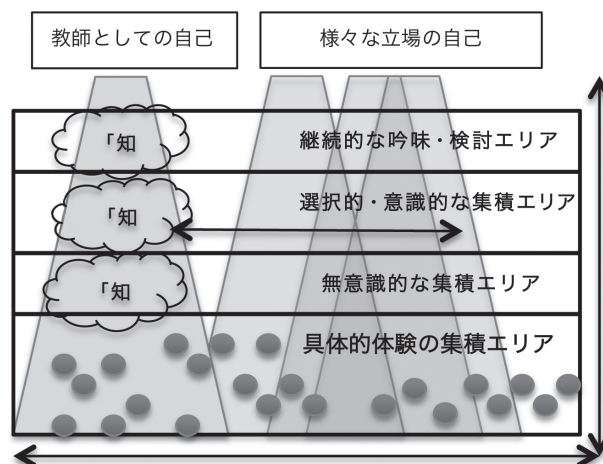 教師としての自己
様々な立場の自己
「知
継続的な吟味・検討エリア
「知
選択的・意識的な集積エリア
「知
無意識的な集積エリア
具体的体験の集積エリア